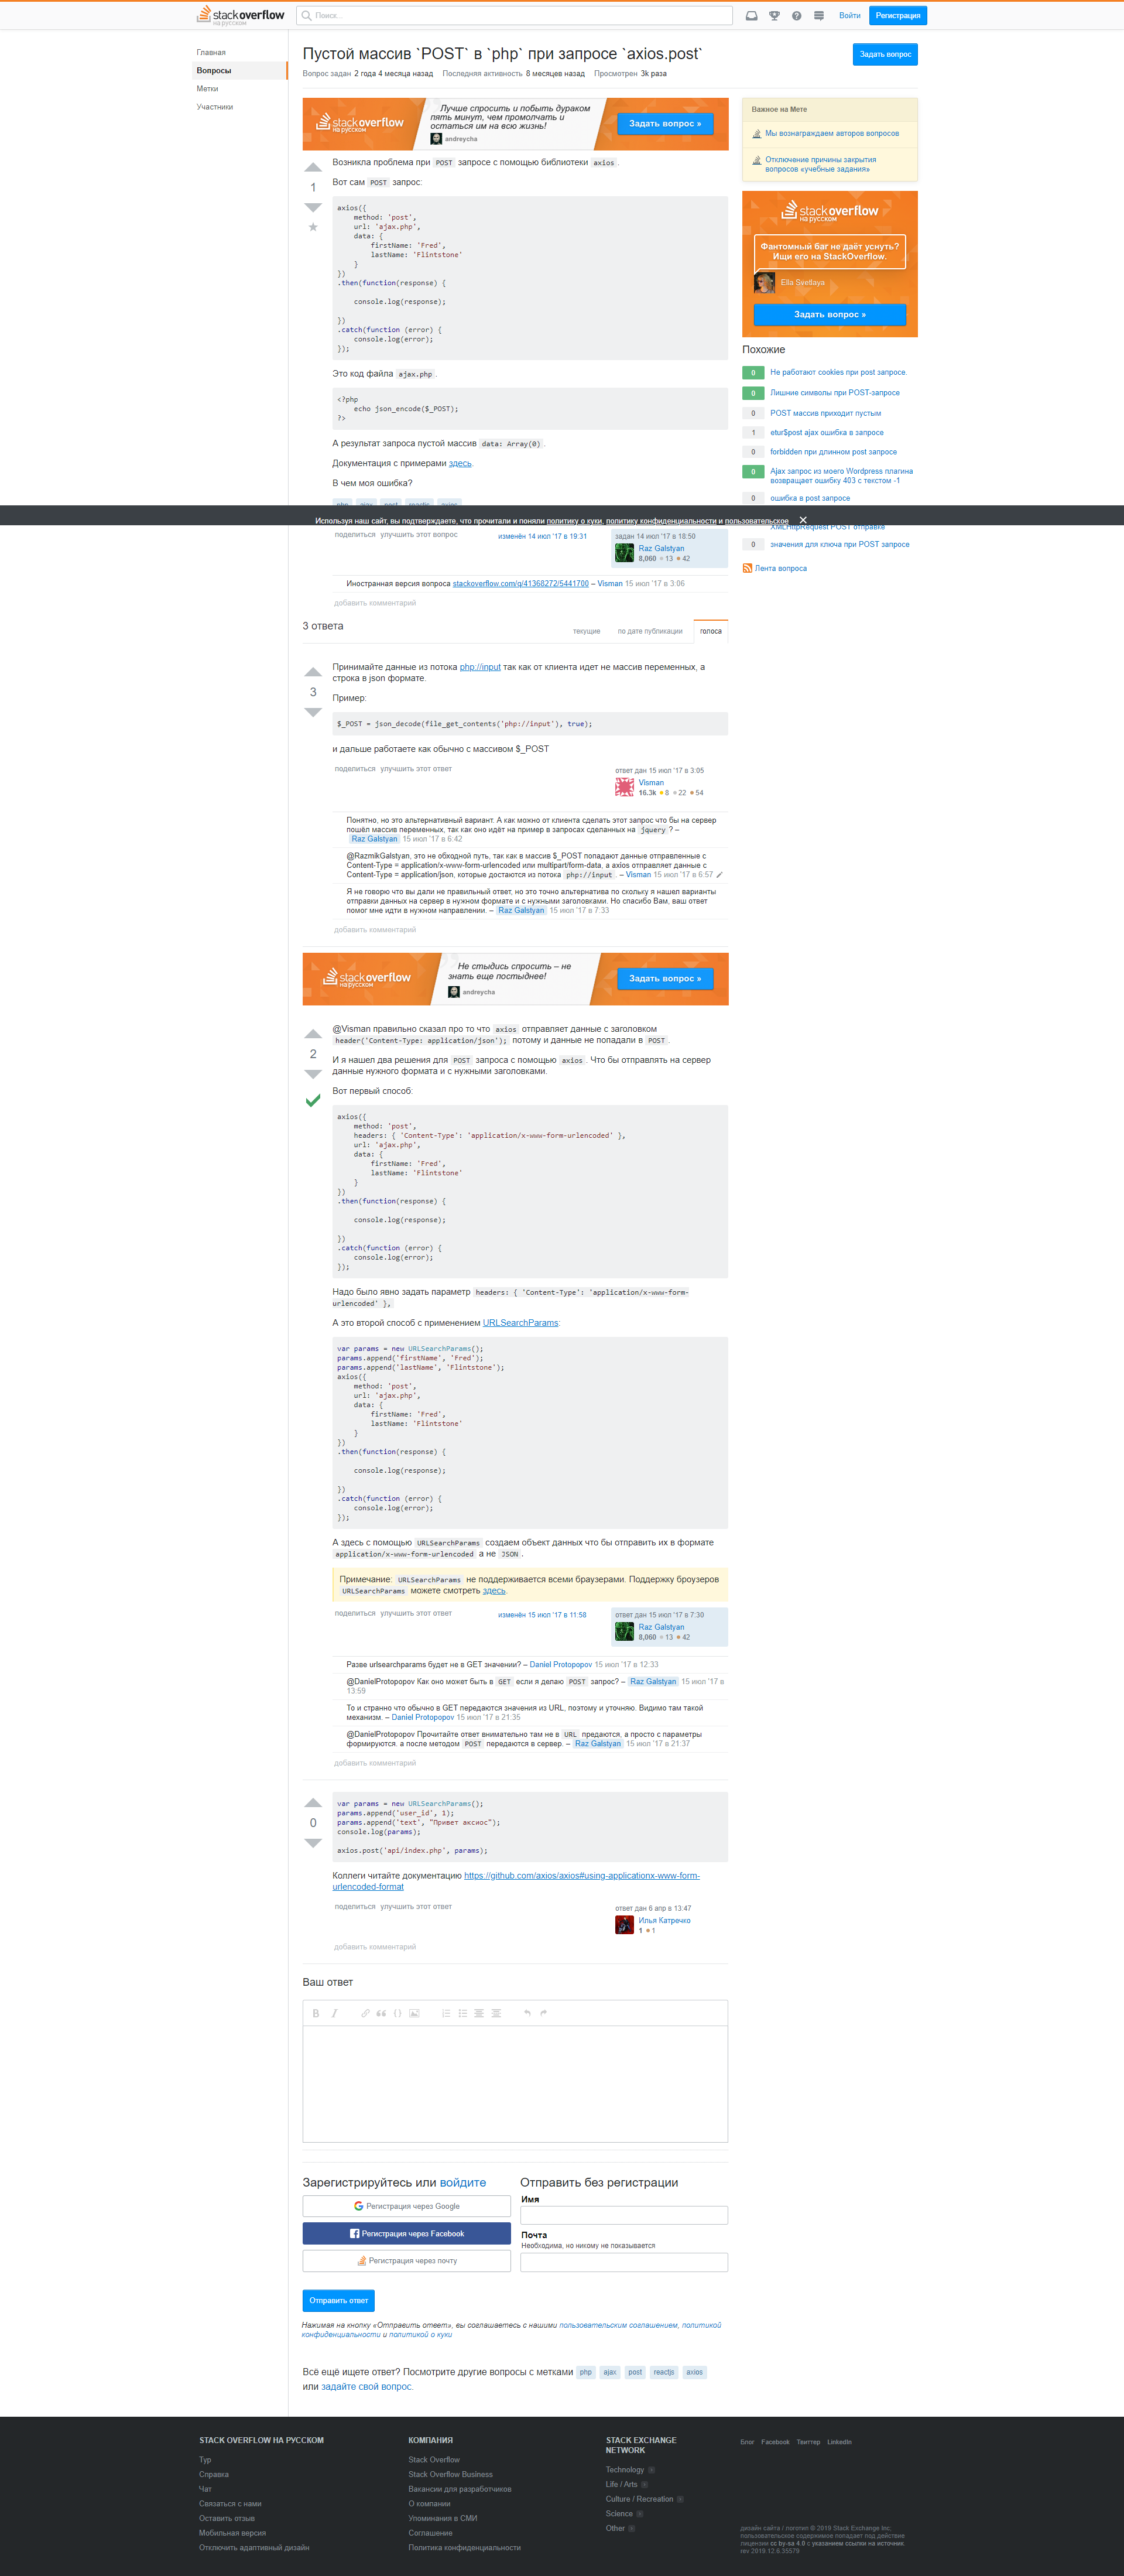 stackoverflow
на русском
Поиск...
Войти
Регистрация
Главная
Вопросы
Метки
Участники
Пустой массив `POST` в `php` при запросе `axios.post`
Задать вопрос
Вопрос задан 2 года 4 месяца назад Последняя активность 8 месяцев назад Просмотрен 3k раза
stackoverflow
на русском
Лучше спросить и побыть дураком
пять минут, чем промолчать и
остаться им на всю жизнь!
andreycha
Задать вопрос »
1
Возникла проблема при POST запросе с помощью библиотеки axios .
Вот сам POST запрос:
axios({
method: 'post',
url: 'ajax.php',
data: {
firstName: 'Fred',
lastName: 'Flintstone'
}
})
.then(function(response) {
console.log(response);
})
.catch(function (error) {
console.log(error);
});
Это код файла ajax.php .
<?php
echo json_encode($_POST);
?>
А результат запроса пустой массив data: Array(0) .
Документация с примерами здесь.
В чем моя ошибка?
php ajax post reactjs axios
Важное на Мете
Мы вознаграждаем авторов вопросов
Отключение причины закрытия
вопросов «учебные задания»
stackoverflow
на русском
Фантомный баг не даёт уснуть?
Ищи его на StackOverflow.
Ella Svetlaya
Задать вопрос »
Похожие
0 Не работают cookies при post запросе.
0 Лишние символы при POST-запросе
0 POST массив приходит пустым
1 etur$post ajax ошибка в запросе
0 forbidden при длинном post запросе
0 Ajax запрос из моего Wordpress плагина
возвращает ошибку 403 с текстом -1
0 ошибка в post запросе
Используя наш сайт, вы подтверждаете, что прочитали и поняли политику о куки, политику конфиденциальности и пользовательское
XMLHttpRequest POST отправке
0 значения для ключа при POST запросе
Лента вопроса
поделиться улучшить этот вопрос
изменён 14 июл '17 в 19:31
задан 14 июл '17 в 18:50
Raz Galstyan
8,060 13 42
Иностранная версия вопроса stackoverflow.com/q/41368272/5441700 – Visman 15 июл '17 в 3:06
добавить комментарий
3 ответа
текущие по дате публикации голоса
3
Принимайте данные из потока php://input так как от клиента идет не массив переменных, а
строка в json формате.
Пример:
$_POST = json_decode(file_get_contents('php://input'), true);
и дальше работаете как обычно с массивом $_POST
поделиться улучшить этот ответ
ответ дан 15 июл '17 в 3:05
Visman
16.3k 8 22 54
Понятно, но это альтернативный вариант. А как можно от клиента сделать этот запрос что бы на сервер
пошёл массив переменных, так как оно идёт на пример в запросах сделанных на jquery ? –
Raz Galstyan 15 июл '17 в 6:42
@RazmikGalstyan, это не обходной путь, так как в массив $_POST попадают данные отправленные с
Content-Type = application/x-www-form-urlencoded или multipart/form-data, а axios отправляет данные с
Content-Type = application/json, которые достаются из потока php://input . – Visman 15 июл '17 в 6:57
Я не говорю что вы дали не правильный ответ, но это точно альтернатива по скольку я нашел варианты
отправки данных на сервер в нужном формате и с нужными заголовками. Но спасибо Вам, ваш ответ
помог мне идти в нужном направлении. – Raz Galstyan 15 июл '17 в 7:33
добавить комментарий
stackoverflow
на русском
Не стыдись спросить – не
знать еще постыднее!
andreycha
Задать вопрос »
2
@Visman правильно сказал про то что axios отправляет данные с заголовком
header('Content-Type: application/json'); потому и данные не попадали в POST .
И я нашел два решения для POST запроса с помощью axios . Что бы отправлять на сервер
данные нужного формата и с нужными заголовками.
Вот первый способ:
axios({
method: 'post',
headers: { 'Content-Type': 'application/x-www-form-urlencoded' },
url: 'ajax.php',
data: {
firstName: 'Fred',
lastName: 'Flintstone'
}
})
.then(function(response) {
console.log(response);
})
.catch(function (error) {
console.log(error);
});
Надо было явно задать параметр headers: { 'Content-Type': 'application/x-www-form-
urlencoded' },
А это второй способ с применением URLSearchParams:
var params = new URLSearchParams();
params.append('firstName', 'Fred');
params.append('lastName', 'Flintstone');
axios({
method: 'post',
url: 'ajax.php',
data: {
firstName: 'Fred',
lastName: 'Flintstone'
}
})
.then(function(response) {
console.log(response);
})
.catch(function (error) {
console.log(error);
});
А здесь с помощью URLSearchParams создаем объект данных что бы отправить их в формате
application/x-www-form-urlencoded а не JSON .
Примечание: URLSearchParams не поддерживается всеми браузерами. Поддержку броузеров
URLSearchParams можете смотреть здесь.
поделиться улучшить этот ответ
изменён 15 июл '17 в 11:58
ответ дан 15 июл '17 в 7:30
Raz Galstyan
8,060 13 42
Разве urlsearchparams будет не в GET значении? – Daniel Protopopov 15 июл '17 в 12:33
@DanielProtopopov Как оно может быть в GET если я делаю POST запрос? – Raz Galstyan 15 июл '17 в
13:59
То и странно что обычно в GET передаются значения из URL, поэтому и уточняю. Видимо там такой
механизм. – Daniel Protopopov 15 июл '17 в 21:35
@DanielProtopopov Прочитайте ответ внимательно там не в URL предаются, а просто с параметры
формируются. а после методом POST передаются в сервер. – Raz Galstyan 15 июл '17 в 21:37
добавить комментарий
0
var params = new URLSearchParams();
params.append('user_id', 1);
params.append('text', "Привет аксиос");
console.log(params);
axios.post('api/index.php', params);
Коллеги читайте документацию https://github.com/axios/axios#using-applicationx-www-form-
urlencoded-format
поделиться улучшить этот ответ
ответ дан 6 апр в 13:47
Илья Катречко
1 1
добавить комментарий
Ваш ответ
Зарегистрируйтесь или войдите
Регистрация через Google
Регистрация через Facebook
Регистрация через почту
Отправить без регистрации
Имя
Почта
Необходима, но никому не показывается
Отправить ответ
Нажимая на кнопку «Отправить ответ», вы соглашаетесь с нашими пользовательским соглашением, политикой
конфиденциальности и политикой о куки
Всё ещё ищете ответ? Посмотрите другие вопросы с метками php ajax post reactjs axios
или задайте свой вопрос.
STACK OVERFLOW НА РУССКОМ
Тур
Справка
Чат
Связаться с нами
Оставить отзыв
Мобильная версия
Отключить адаптивный дизайн
КОМПАНИЯ
Stack Overflow
Stack Overflow Business
Вакансии для разработчиков
О компании
Упоминания в СМИ
Соглашение
Политика конфиденциальности
STACK EXCHANGE
NETWORK
Technology
Life / Arts
Culture / Recreation
Science
Other
Блог Facebook Твиттер LinkedIn
дизайн сайта / логотип © 2019 Stack Exchange Inc;
пользовательское содержимое попадает под действие
лицензии cc by-sa 4.0 с указанием ссылки на источник.
rev 2019.12.6.35579